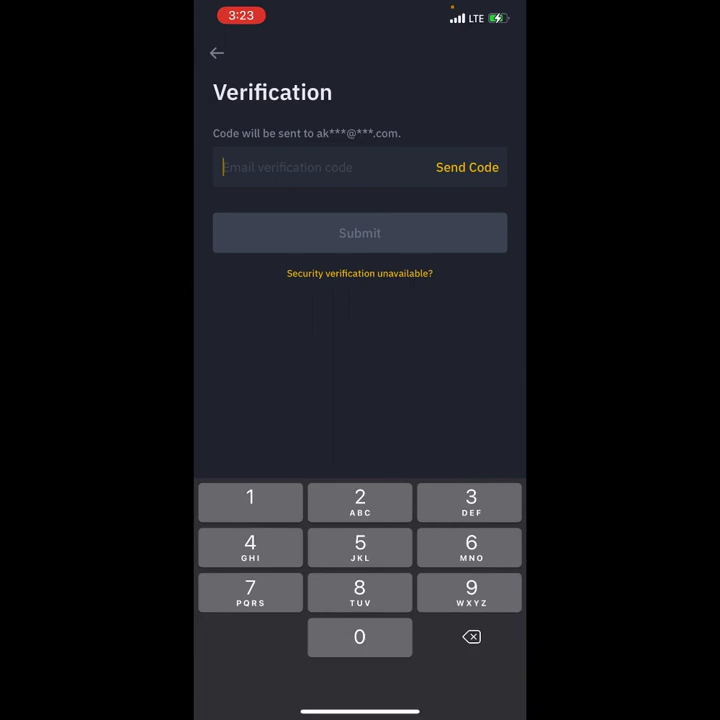 3:23
LTE
Verification
Code will be sent to ak***@***.com.
Email verification code
Send Code
Submit
Security verification unavailable?
1
2
ABC
3
DEF
4
GHI
5
JKL
6
MNO
7
PQRS
8
TUV
9
WXYZ
0